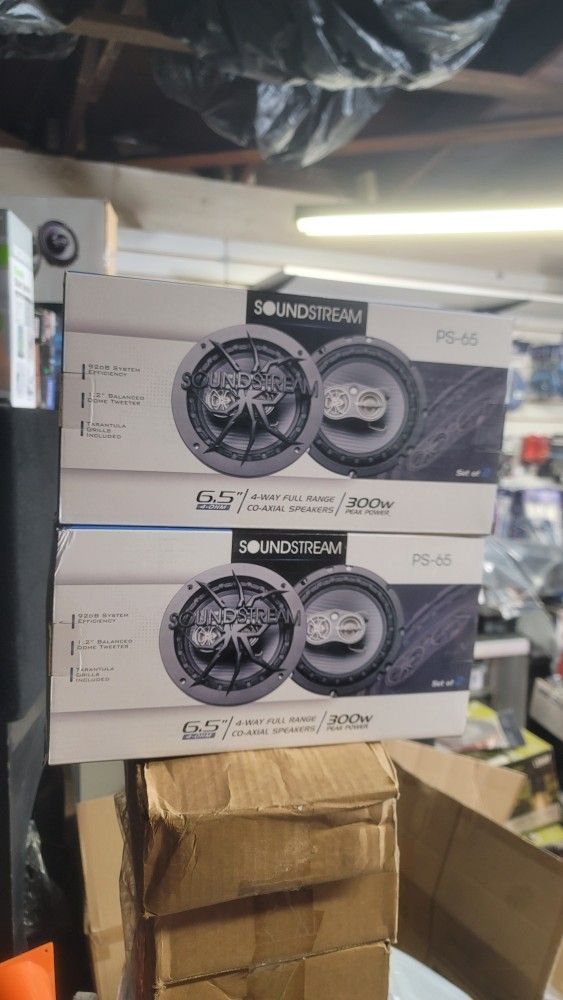 SOUNDSTREAM
PS-65
92dB SYSTEM
EFFICIENCY
1.2" BALANCED
DOME TWEETER
TARANTULA
GRILLE
INCLUDED
SOUNDSTREAM
Set of 2
6.5"
4-OHM
4-WAY FULL RANGE
CO-AXIAL SPEAKERS
300W
PEAK POWER
SOUNDSTREAM
PS-65
92dB SYSTEM
EFFICIENCY
1.2" BALANCED
DOME TWEETER
TARANTULA
GRILLE
INCLUDED
SOUNDSTREAM
Set of 2
6.5"
4-OHM
4-WAY FULL RANGE
CO-AXIAL SPEAKERS
300W
PEAK POWER